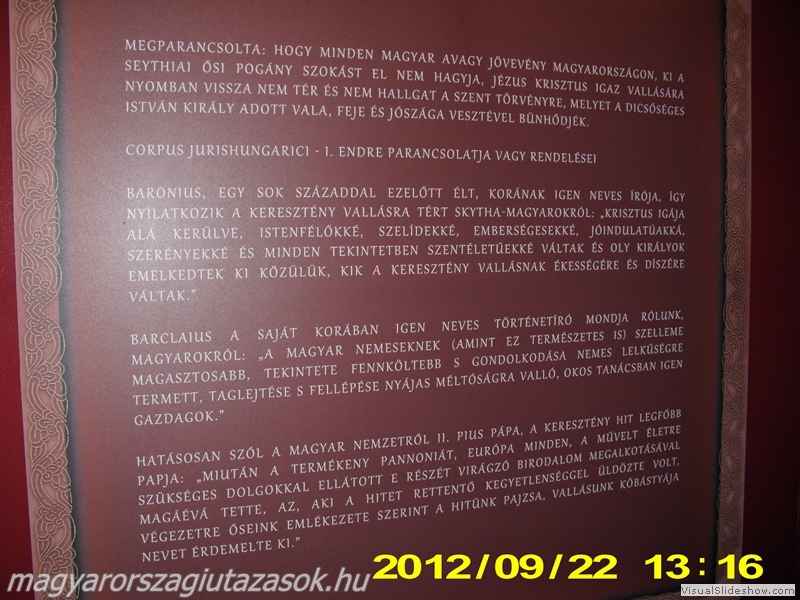 MEGPARANCSOLTA: HOGY MINDEN MAGYAR AVAGY JÖVEVÉNY MAGYARORSZÁGON, KI A
SEYTHIAI ŐSI POGÁNY SZOKÁST EL NEM HAGYJA, JÉZUS KRISZTUS IGAZ VALLÁSÁRA
NYOMBAN VISSZA NEM TÉR ÉS NEM HALLGAT A SZENT TÖRVÉNYRE, MELYET A DICSŐSÉGES
ISTVÁN KIRÁLY ADOTT VALA, FEJE ÉS JÓSZÁGA VESZTÉVEL BŰNHŐDJÉK.
CORPUS JURISHUNGARICI - I. ENDRE PARANCSOLATJA VAGY RENDELÉSEI
BARONIUS, EGY SOK SZÁZADDAL EZELŐTT ÉLT, KORÁNAK IGEN NEVES ÍRÓJA, ÍGY
NYILATKOZIK A KERESZTÉNY VALLÁSRA TÉRT SKYTHA-MAGYAROKRÓL: „KRISZTUS IGÁJA
ALÁ KERÜLVE, ISTENFÉLŐKKÉ, SZELÍDEKKÉ, EMBERSÉGESEKKÉ, JÓINDULATÚAKKÁ,
SZERÉNYEKKÉ ÉS MINDEN TEKINTETBEN SZENTÉLETŰEKKÉ VÁLTAK ÉS OLY KIRÁLYOK
EMELKEDTEK KI KÖZÜLÜK, KIK A KERESZTÉNY VALLÁSNAK ÉKESSÉGÉRE ÉS DÍSZÉRE
VÁLTAK.”
BARCLAIUS A SAJÁT KORÁBAN IGEN NEVES TÖRTÉNETÍRÓ MONDJA RÓLUNK,
MAGYAROKRÓL: „A MAGYAR NEMESEKNEK (AMINT EZ TERMÉSZETES IS) SZELLEME
MAGASZTOSABB, TEKINTETE FENNKÖLTEBB S GONDOLKODÁSA NEMES LELKŰSÉGRE
TERMETT, TAGLEJTÉSE S FELLÉPÉSE NYÁJAS MÉLTÓSÁGRA VALLÓ, OKOS TANÁCSBAN IGEN
GAZDAGOK.”
HATÁSOSAN SZÓL A MAGYAR NEMZETRŐL II. PIUS PÁPA, A KERESZTÉNY HIT LEGFŐBB
PAPJA: „MIUTÁN A TERMÉKENY PANNONIÁT, EURÓPA MINDEN, A MŰVELT ÉLETRE
SZÜKSÉGES DOLGOKKAL ELLÁTOTT E RÉSZÉT VIRÁGZÓ BIRODALOM MEGALKOTÁSÁVAL
MAGÁÉVÁ TETTE, AZ, AKI A HITET RETTENTŐ KEGYETLENSÉGGEL ÜLDÖZTE VOLT,
VÉGEZETRE ŐSEINK EMLÉKEZETE SZERINT A HITÜNK PAJZSA, VALLÁSUNK KŐBÁSTYÁJA
NEVET ÉRDEMELTE KI.”
2012/09/22 13:16
magyarorszagiutazasok.hu
VisualSlideshow.com